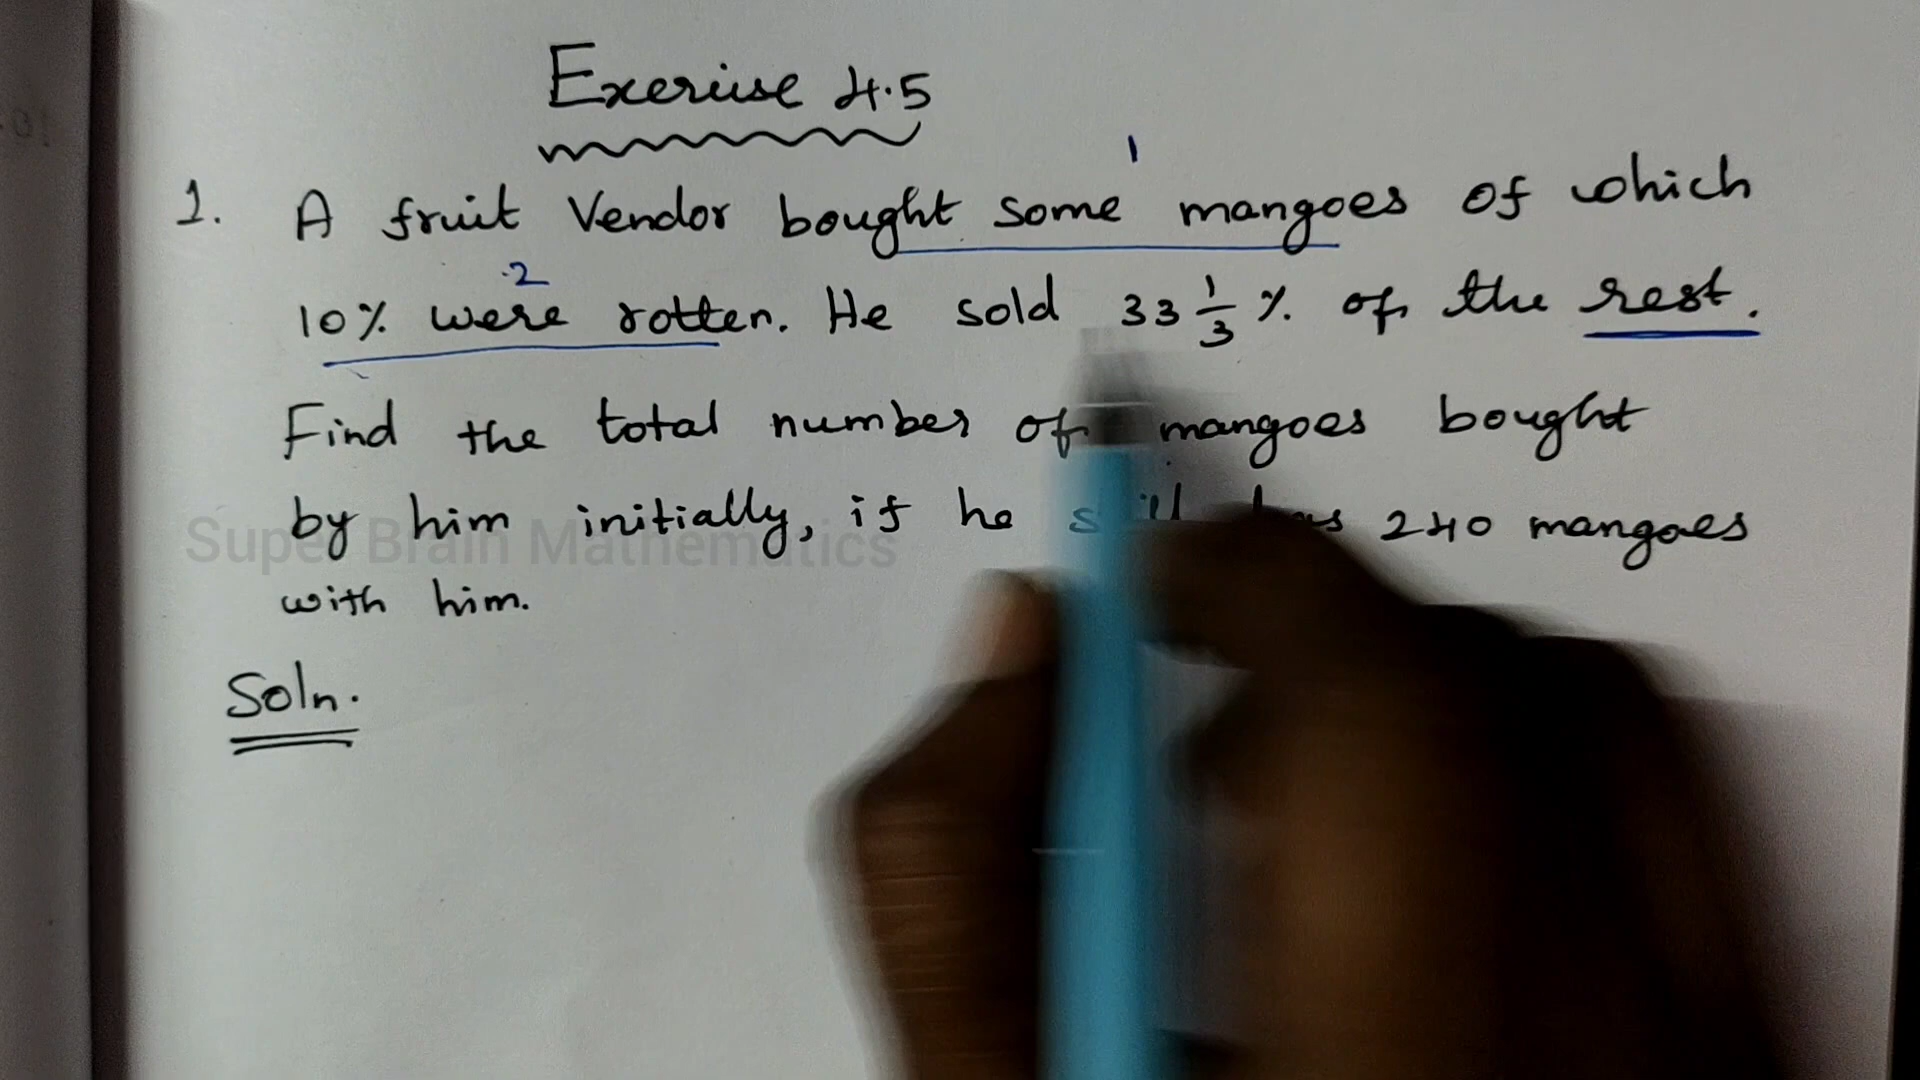 Exercise 4.5
1
1. A fruit Vendor bought some mangoes of which
2
10% were rotten. He sold 33 1/3 % of the rest.
Find the total number of mangoes bought
by him initially, if he 240 mangoes
Super Brain Mathematics
with him.
Soln.